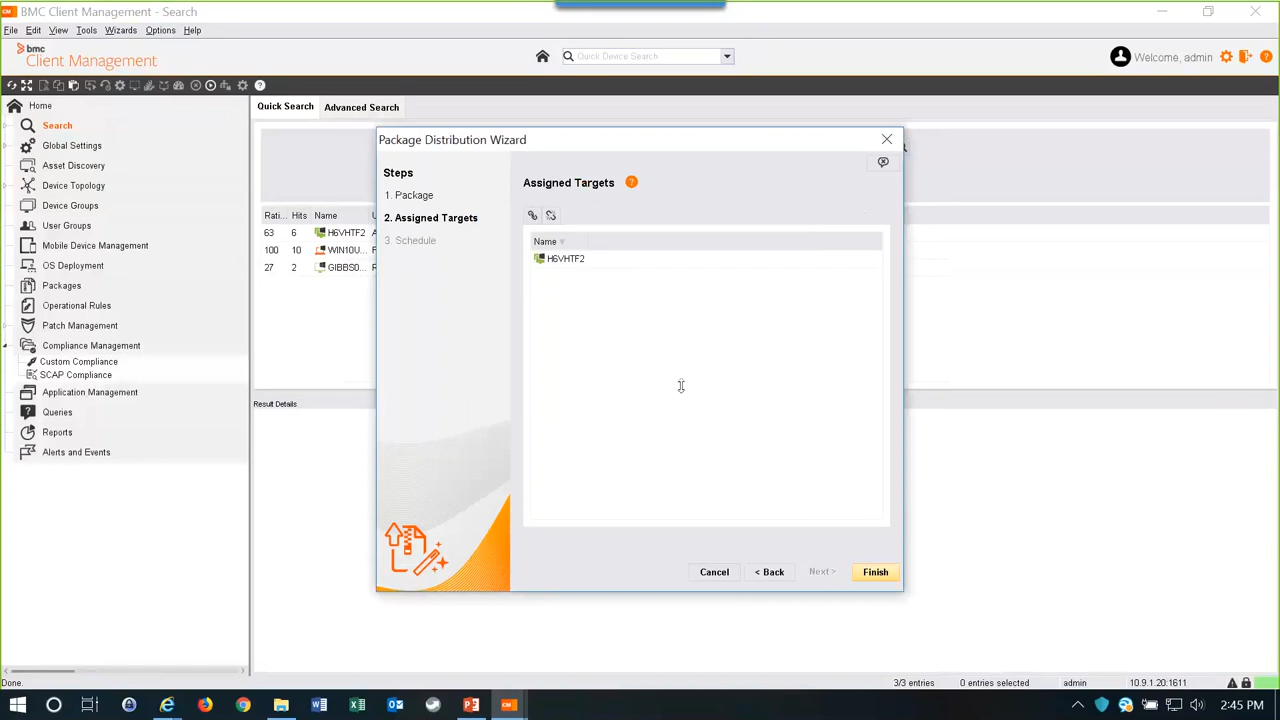 BMC Client Management - Search
File Edit View Tools Wizards Options Help
bmc
Client Management
Quick Device Search
Welcome, admin
Home
Search
Global Settings
Asset Discovery
Device Topology
Device Groups
User Groups
Mobile Device Management
OS Deployment
Packages
Operational Rules
Patch Management
Compliance Management
Custom Compliance
SCAP Compliance
Application Management
Queries
Reports
Alerts and Events
Quick Search Advanced Search
Rati... Hits Name
63 6 H6VHTF2
100 10 WIN10U...
27 2 GIBBS0...
Result Details
Package Distribution Wizard
Steps
1. Package
2. Assigned Targets
3. Schedule
Assigned Targets
Name
H6VHTF2
Cancel < Back Next > Finish
Done. 3/3 entries 0 entries selected admin 10.9.1.20:1611
2:45 PM